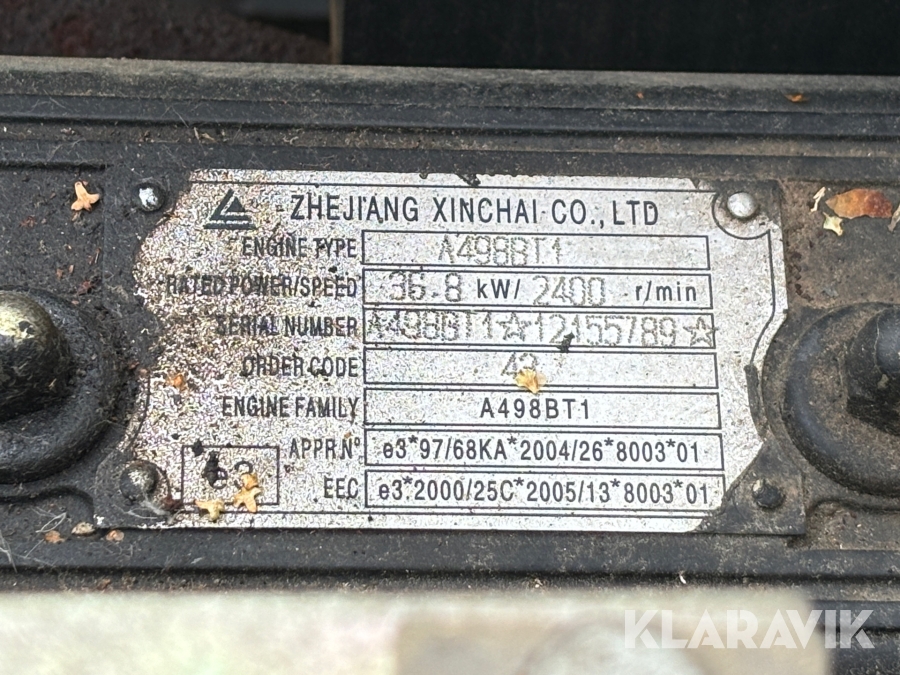 ZHEJIANG XINCHAI CO.,LTD
ENGINE TYPE A498BT1
RATED POWER/SPEED 36.8 kW/ 2400 r/min
SERIAL NUMBER A498BT1☆12155789☆
ORDER CODE
ENGINE FAMILY A498BT1
APPR.Nº e3*97/68KA*2004/26*8003*01
e3 EEC e3*2000/25C*2005/13*8003*01
KLARAVIK